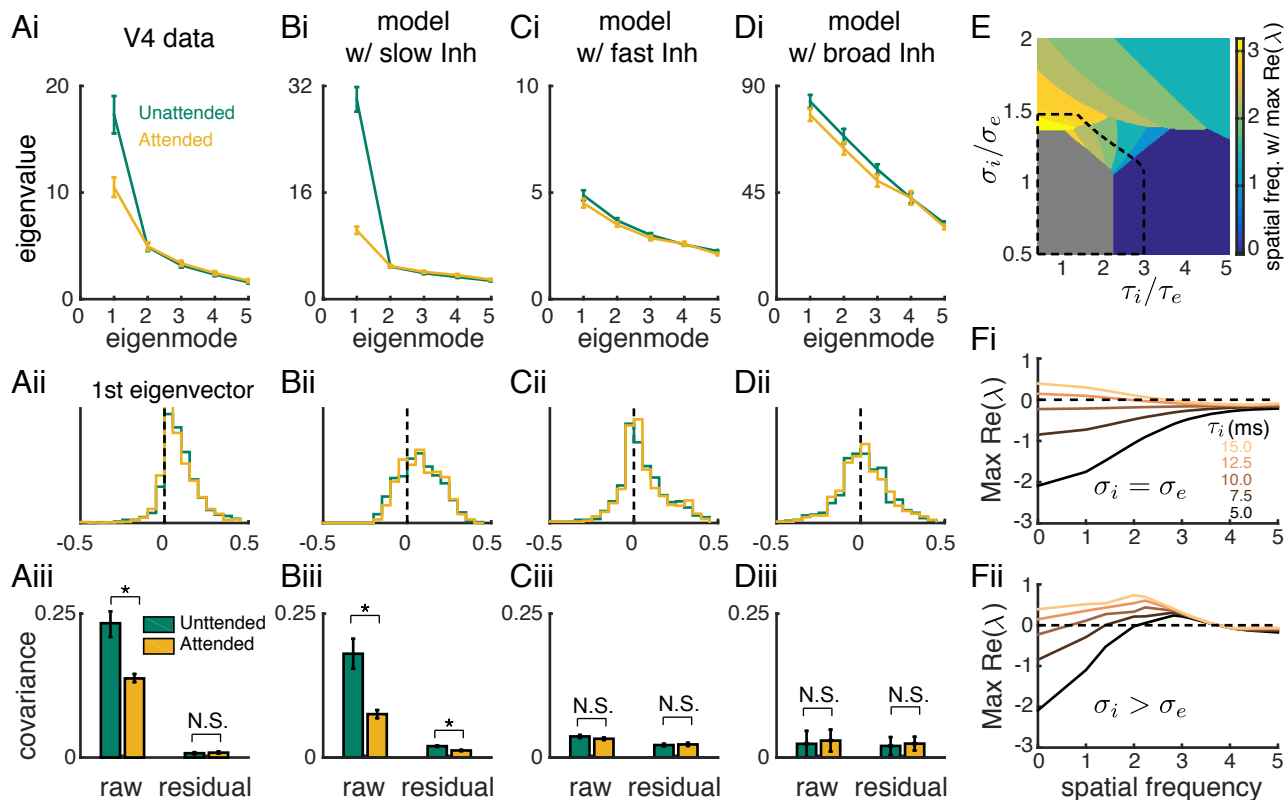 Ai
V4 data
20
10
0
eigenvalue
Unattended
Attended
0 1 2 3 4 5
eigenmode
Bi
model
w/ slow Inh
32
16
0
0 1 2 3 4 5
eigenmode
Ci
model
w/ fast Inh
10
5
0
0 1 2 3 4 5
eigenmode
Di
model
w/ broad Inh
90
45
0
0 1 2 3 4 5
eigenmode
E
2
1.5
1
0.5
σi/σe
1 2 3 4 5
τi/τe
3
2
1
0
spatial freq. w/ max Re(λ)
Aii
1st eigenvector
-0.5 0 0.5
Bii
-0.5 0 0.5
Cii
-0.5 0 0.5
Dii
-0.5 0 0.5
Fi
1
0
-1
-2
-3
Max Re(λ)
τi (ms)
15.0
12.5
10.0
7.5
5.0
σi = σe
0 1 2 3 4 5
Aiii
0.25
0
covariance
*
N.S.
Unttended
Attended
raw residual
Biii
0.25
0
*
*
raw residual
Ciii
0.25
0
N.S.
N.S.
raw residual
Diii
0.25
0
N.S.
N.S.
raw residual
Fii
1
0
-1
-2
-3
Max Re(λ)
σi > σe
0 1 2 3 4 5
spatial frequency